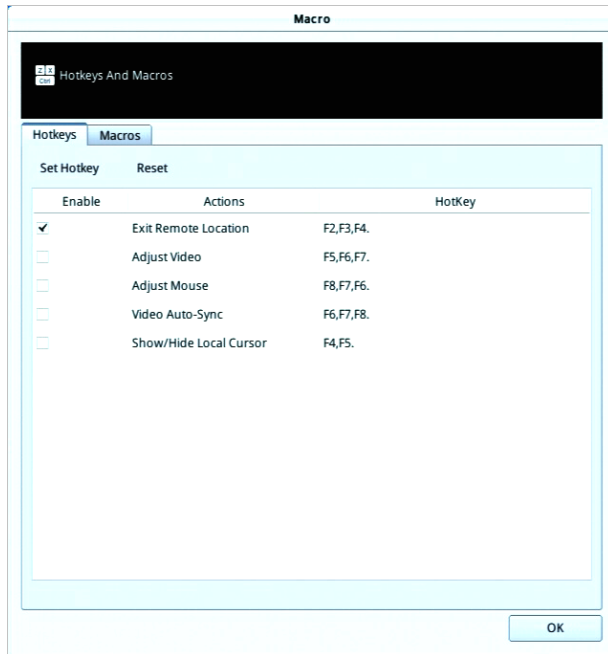 Macro
Z X
Ctrl
Hotkeys And Macros
Hotkeys Macros
Set Hotkey Reset
Enable Actions HotKey
Exit Remote Location F2,F3,F4.
Adjust Video F5,F6,F7.
Adjust Mouse F8,F7,F6.
Video Auto-Sync F6,F7,F8.
Show/Hide Local Cursor F4,F5.
OK